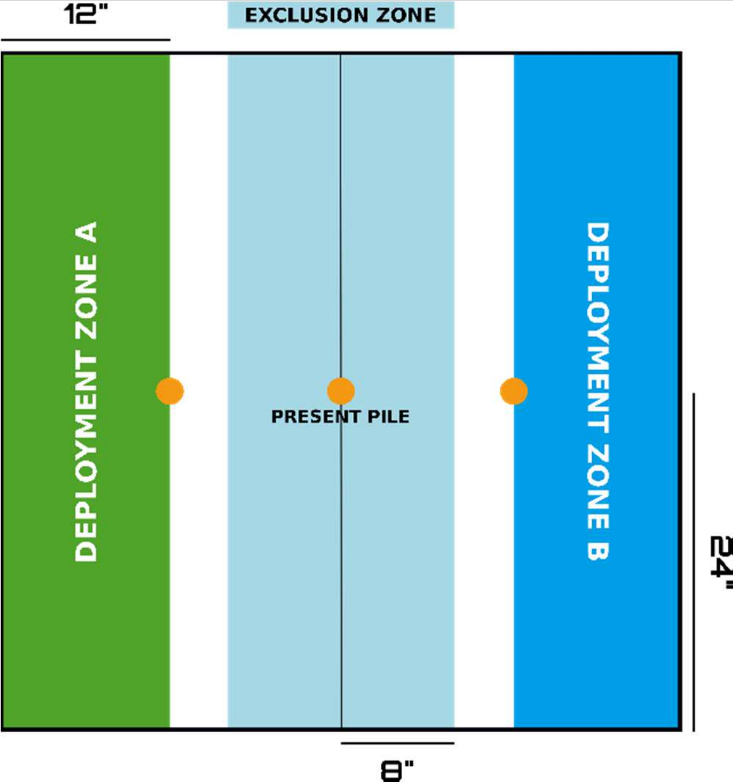 12"
EXCLUSION ZONE
DEPLOYMENT ZONE A
PRESENT PILE
DEPLOYMENT ZONE B
24"
8"